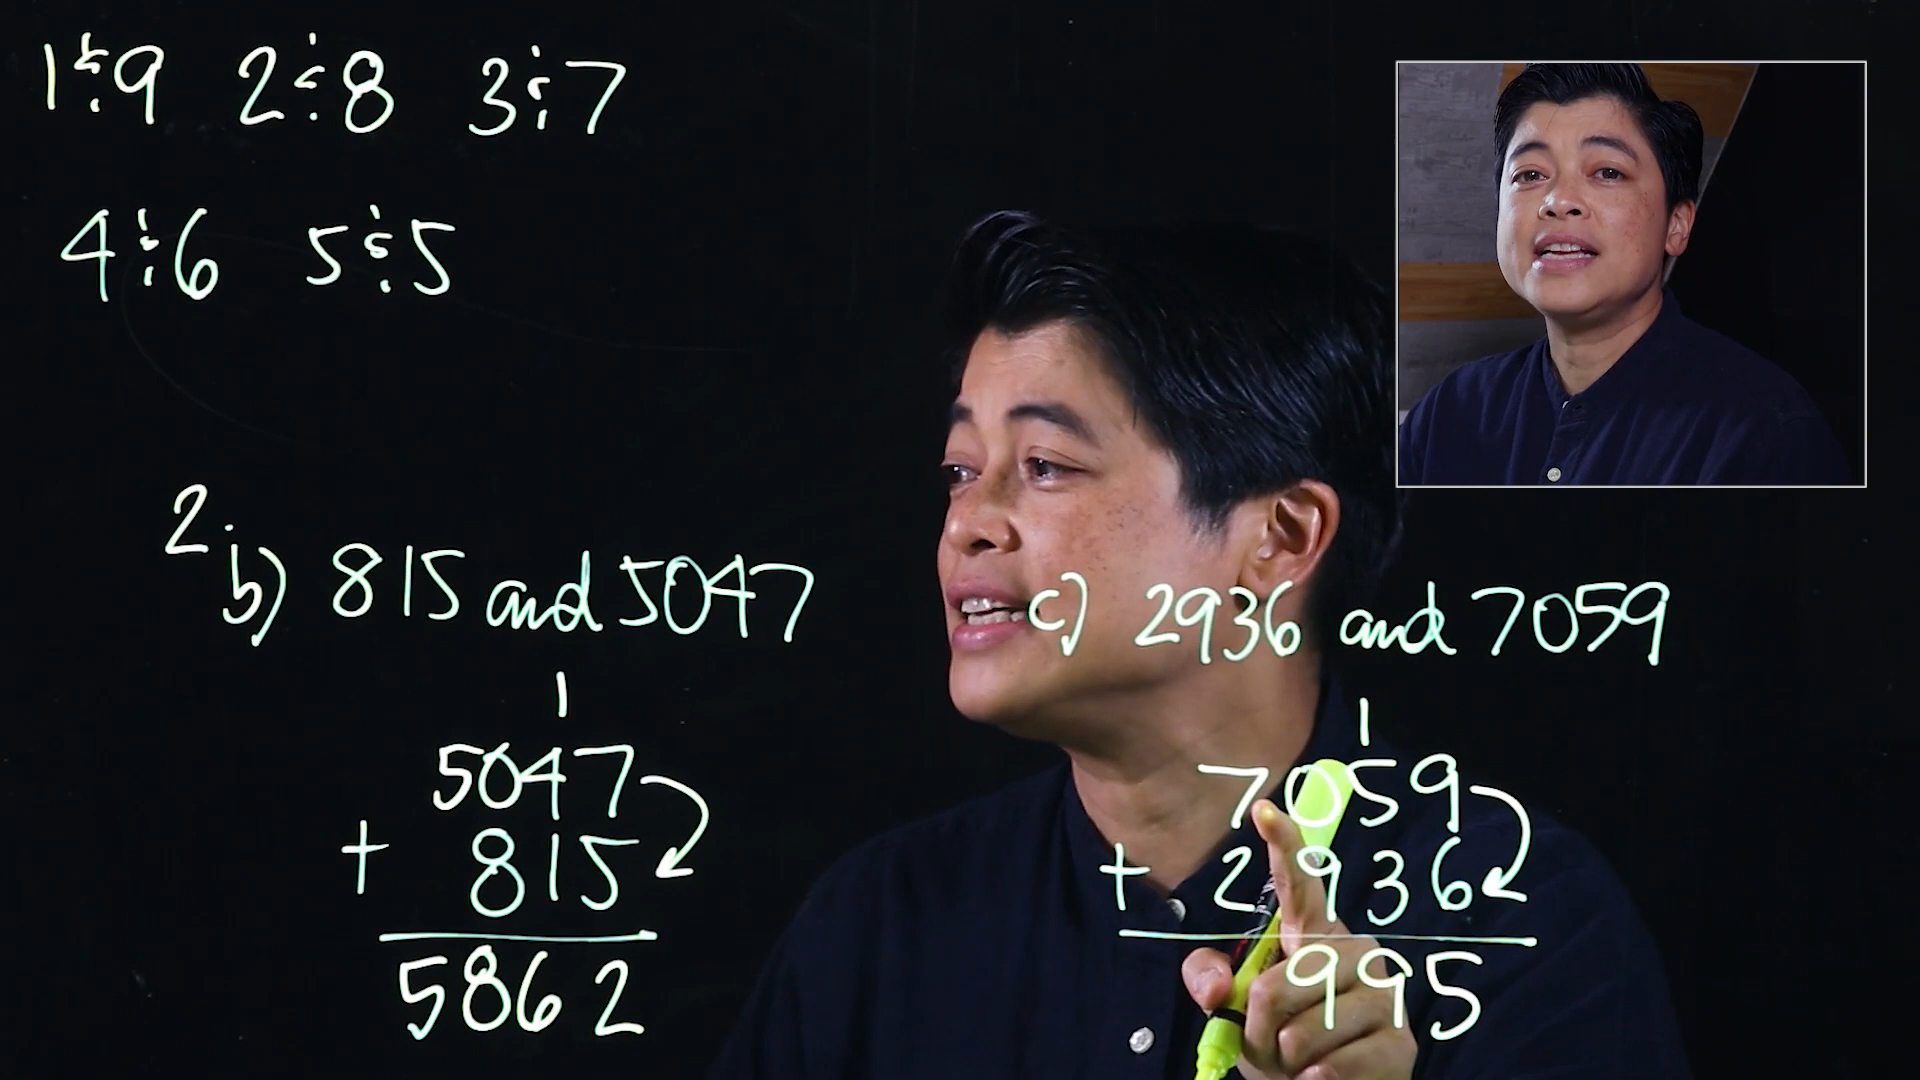 1 & 9 2 & 8 3 & 7
4 & 6 5 & 5
2. b) 815 and 5047
1
5047
+ 815
5862
c) 2936 and 7059
1
7059
+ 2936
995